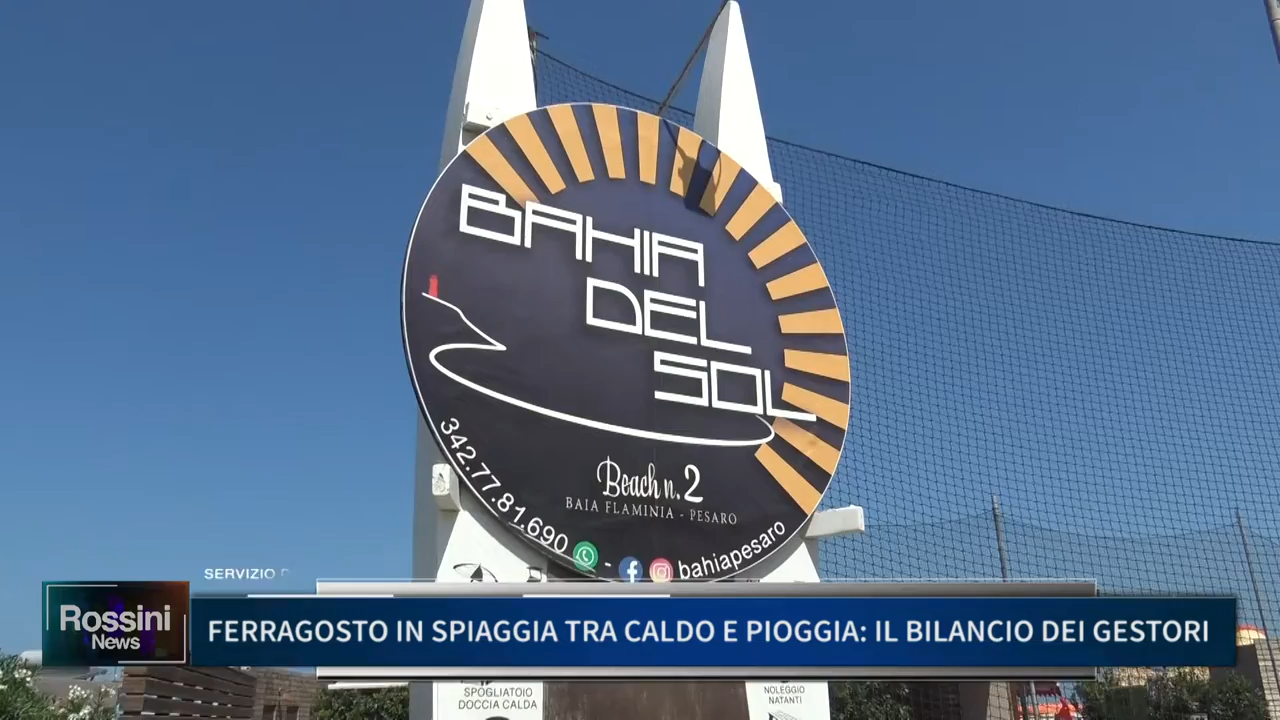 BAHIA
DEL
SOL
Beach n. 2
BAIA FLAMINIA - PESARO
342.77.81.690 - bahiapesaro
SERVIZIO
Rossini
News
FERRAGOSTO IN SPIAGGIA TRA CALDO E PIOGGIA: IL BILANCIO DEI GESTORI
SPOGLIATOIO
DOCCIA CALDA
NOLEGGIO
NATANTI